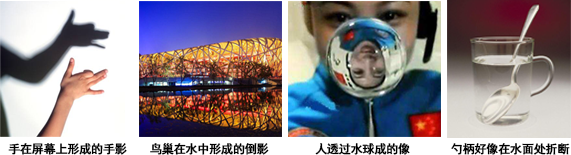 手在屏幕上形成的手影
鸟巢在水中形成的倒影
人透过水球成的像
勺柄好像在水面处折断